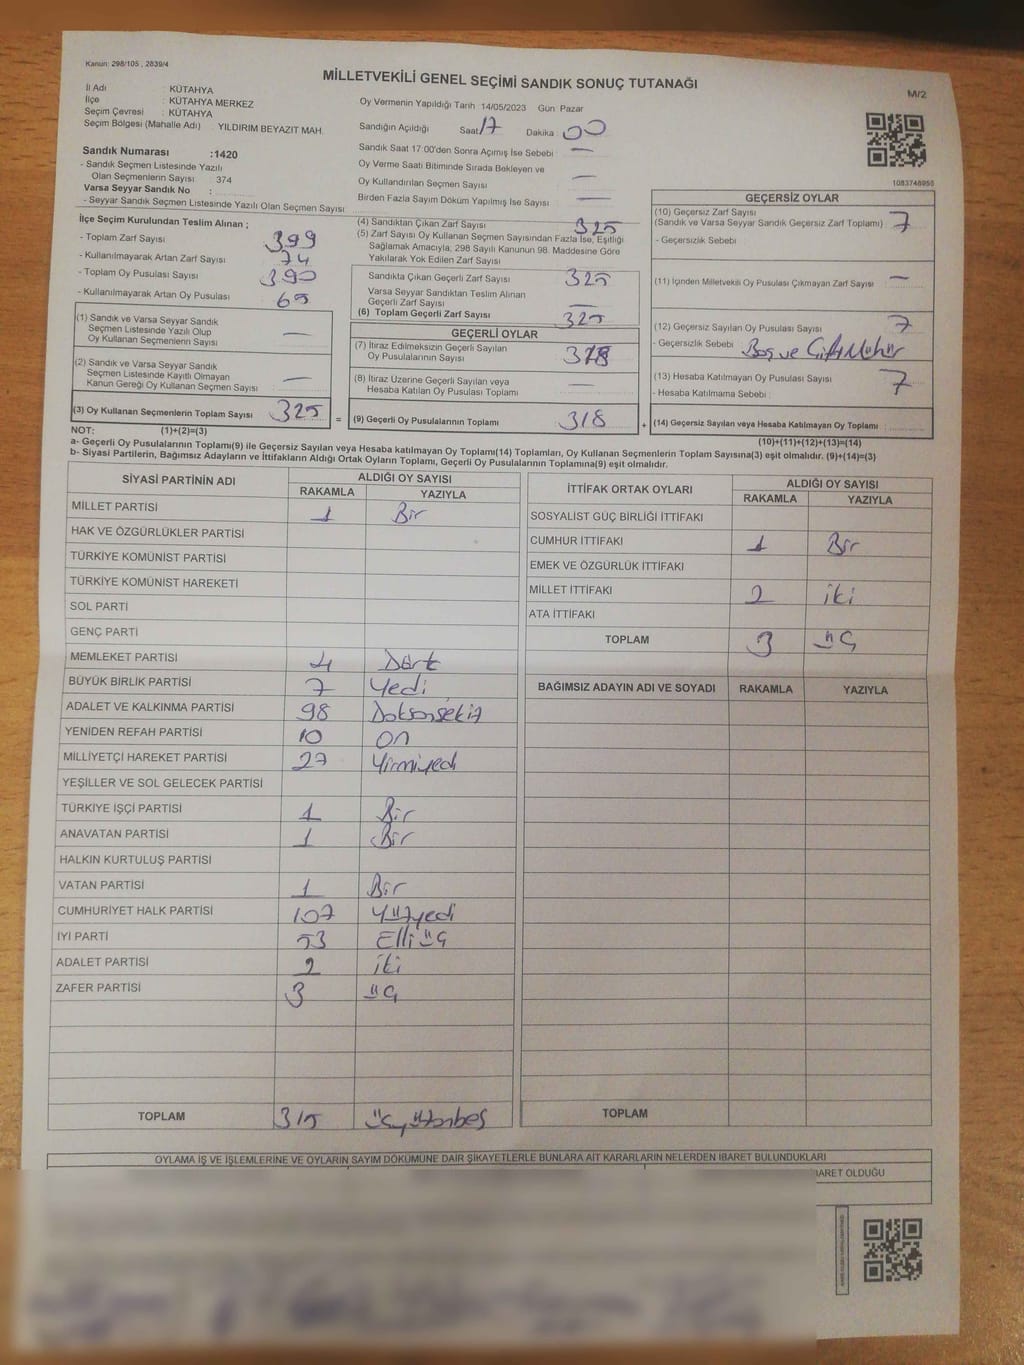 Kanun: 298/105 , 2839/4
MİLLETVEKİLİ GENEL SEÇİMİ SANDIK SONUÇ TUTANAĞI
M/2
İl Adı : KÜTAHYA
İlçe : KÜTAHYA MERKEZ
Seçim Çevresi : KÜTAHYA
Seçim Bölgesi (Mahalle Adı) YILDIRIM BEYAZIT MAH.
Sandık Numarası :1420
- Sandık Seçmen Listesinde Yazılı
Olan Seçmenlerin Sayısı : 374
Varsa Seyyar Sandık No :
- Seyyar Sandık Seçmen Listesinde Yazılı Olan Seçmen Sayısı
Oy Vermenin Yapıldığı Tarih 14/05/2023 Gün Pazar
Sandığın Açıldığı Saat 17 Dakika : 00
Sandık Saat 17:00'den Sonra Açımış İse Sebebi : —
Oy Verme Saati Bitiminde Sırada Bekleyen ve
Oy Kullandırılan Seçmen Sayısı : —
Birden Fazla Sayım Döküm Yapılmış İse Sayısı : —
1083748955
İlçe Seçim Kurulundan Teslim Alınan ;
- Toplam Zarf Sayısı : 399
- Kullanılmayarak Artan Zarf Sayısı : 74
- Toplam Oy Pusulası Sayısı : 390
- Kullanılmayarak Artan Oy Pusulası : 65
(1) Sandık ve Varsa Seyyar Sandık
Seçmen Listesinde Yazılı Olup
Oy Kullanan Seçmenlerin Sayısı : —
(2) Sandık ve Varsa Seyyar Sandık
Seçmen Listesinde Kayıtlı Olmayan
Kanun Gereği Oy Kullanan Seçmen Sayısı : —
(3) Oy Kullanan Seçmenlerin Toplam Sayısı 325 =
(4) Sandıktan Çıkan Zarf Sayısı : 325
(5) Zarf Sayısı Oy Kullanan Seçmen Sayısından Fazla İse, Eşitliği
Sağlamak Amacıyla; 298 Sayılı Kanunun 98. Maddesine Göre
Yakılarak Yok Edilen Zarf Sayısı
Sandıkta Çıkan Geçerli Zarf Sayısı : 325
Varsa Seyyar Sandıktan Teslim Alınan
Geçerli Zarf Sayısı : —
(6) Toplam Geçerli Zarf Sayısı : 325
GEÇERLİ OYLAR
(7) İtiraz Edilmeksizin Geçerli Sayılan
Oy Pusulalarının Sayısı : 318
(8) İtiraz Üzerine Geçerli Sayılan veya
Hesaba Katılan Oy Pusulaları Toplamı : —
(9) Geçerli Oy Pusulalarının Toplamı 318 +
GEÇERSİZ OYLAR
(10) Geçersiz Zarf Sayısı
(Sandık ve Varsa Seyyar Sandık Geçersiz Zarf Toplamı) : 7
- Geçersizlik Sebebi
(11) İçinden Milletvekili Oy Pusulası Çıkmayan Zarf Sayısı : —
(12) Geçersiz Sayılan Oy Pusulası Sayısı : 7
- Geçersizlik Sebebi : Boş ve Çift Mühür
(13) Hesaba Katılmayan Oy Pusulası Sayısı : 7
- Hesaba Katılmama Sebebi :
(14) Geçersiz Sayılan veya Hesaba Katılmayan Oy Toplamı :
NOT: (1)+(2)=(3)
(10)+(11)+(12)+(13)=(14)
a- Geçerli Oy Pusulalarının Toplamı(9) ile Geçersiz Sayılan veya Hesaba katılmayan Oy Toplamı(14) Toplamları, Oy Kullanan Seçmenlerin Toplam Sayısına(3) eşit olmalıdır. (9)+(14)=(3)
b- Siyasi Partilerin, Bağımsız Adayların ve İttifakların Aldığı Ortak Oyların Toplamı, Geçerli Oy Pusulalarının Toplamına(9) eşit olmalıdır.
SİYASİ PARTİNİN ADI ALDIĞI OY SAYISI
RAKAMLA YAZIYLA
MİLLET PARTİSİ 1 Bir
HAK VE ÖZGÜRLÜKLER PARTİSİ
TÜRKİYE KOMÜNİST PARTİSİ
TÜRKİYE KOMÜNİST HAREKETİ
SOL PARTİ
GENÇ PARTİ
MEMLEKET PARTİSİ 4 Dört
BÜYÜK BİRLİK PARTİSİ 7 Yedi
ADALET VE KALKINMA PARTİSİ 98 Doksansekiz
YENİDEN REFAH PARTİSİ 10 on
MİLLİYETÇİ HAREKET PARTİSİ 27 Yirmiyedi
YEŞİLLER VE SOL GELECEK PARTİSİ
TÜRKİYE İŞÇİ PARTİSİ 1 Bir
ANAVATAN PARTİSİ 1 Bir
HALKIN KURTULUŞ PARTİSİ
VATAN PARTİSİ 1 Bir
CUMHURİYET HALK PARTİSİ 107 Yüzyedi
İYİ PARTİ 53 Elliüç
ADALET PARTİSİ 2 iki
ZAFER PARTİSİ 3 üç
TOPLAM 315 üçyüzonbeş
İTTİFAK ORTAK OYLARI ALDIĞI OY SAYISI
RAKAMLA YAZIYLA
SOSYALİST GÜÇ BİRLİĞİ İTTİFAKI
CUMHUR İTTİFAKI 1 Bir
EMEK VE ÖZGÜRLÜK İTTİFAKI
MİLLET İTTİFAKI 2 iki
ATA İTTİFAKI
TOPLAM 3 üç
BAĞIMSIZ ADAYIN ADI VE SOYADI RAKAMLA YAZIYLA
TOPLAM
OYLAMA İŞ VE İŞLEMLERİNE VE OYLARIN SAYIM DÖKÜMÜNE DAİR ŞİKAYETLERLE BUNLARA AİT KARARLARIN NELERDEN İBARET BULUNDUKLARI
İBARET OLDUĞU